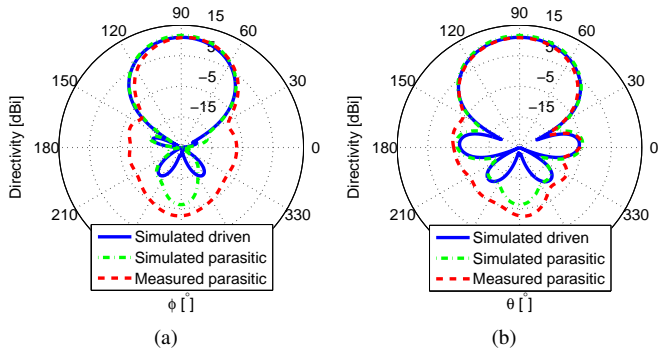 90
120
60
15
5
−5
−15
150
30
180
0
210
330
Directivity [dBi]
Simulated driven
Simulated parasitic
Measured parasitic
ϕ [°]
(a)
90
120
60
15
5
−5
−15
150
30
180
0
210
330
Directivity [dBi]
Simulated driven
Simulated parasitic
Measured parasitic
θ [°]
(b)